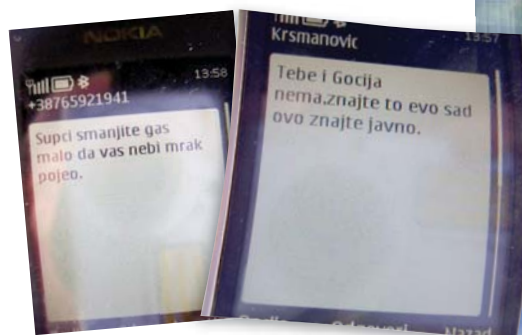 NOKIA
13:58
+38765921941
Supci smanjite gas
malo da vas nebi mrak
pojeo.
Krsmanovic
13:57
Tebe i Gocija
nema.znajte to evo sad
ovo znajte javno.
Odgovori
Nazad